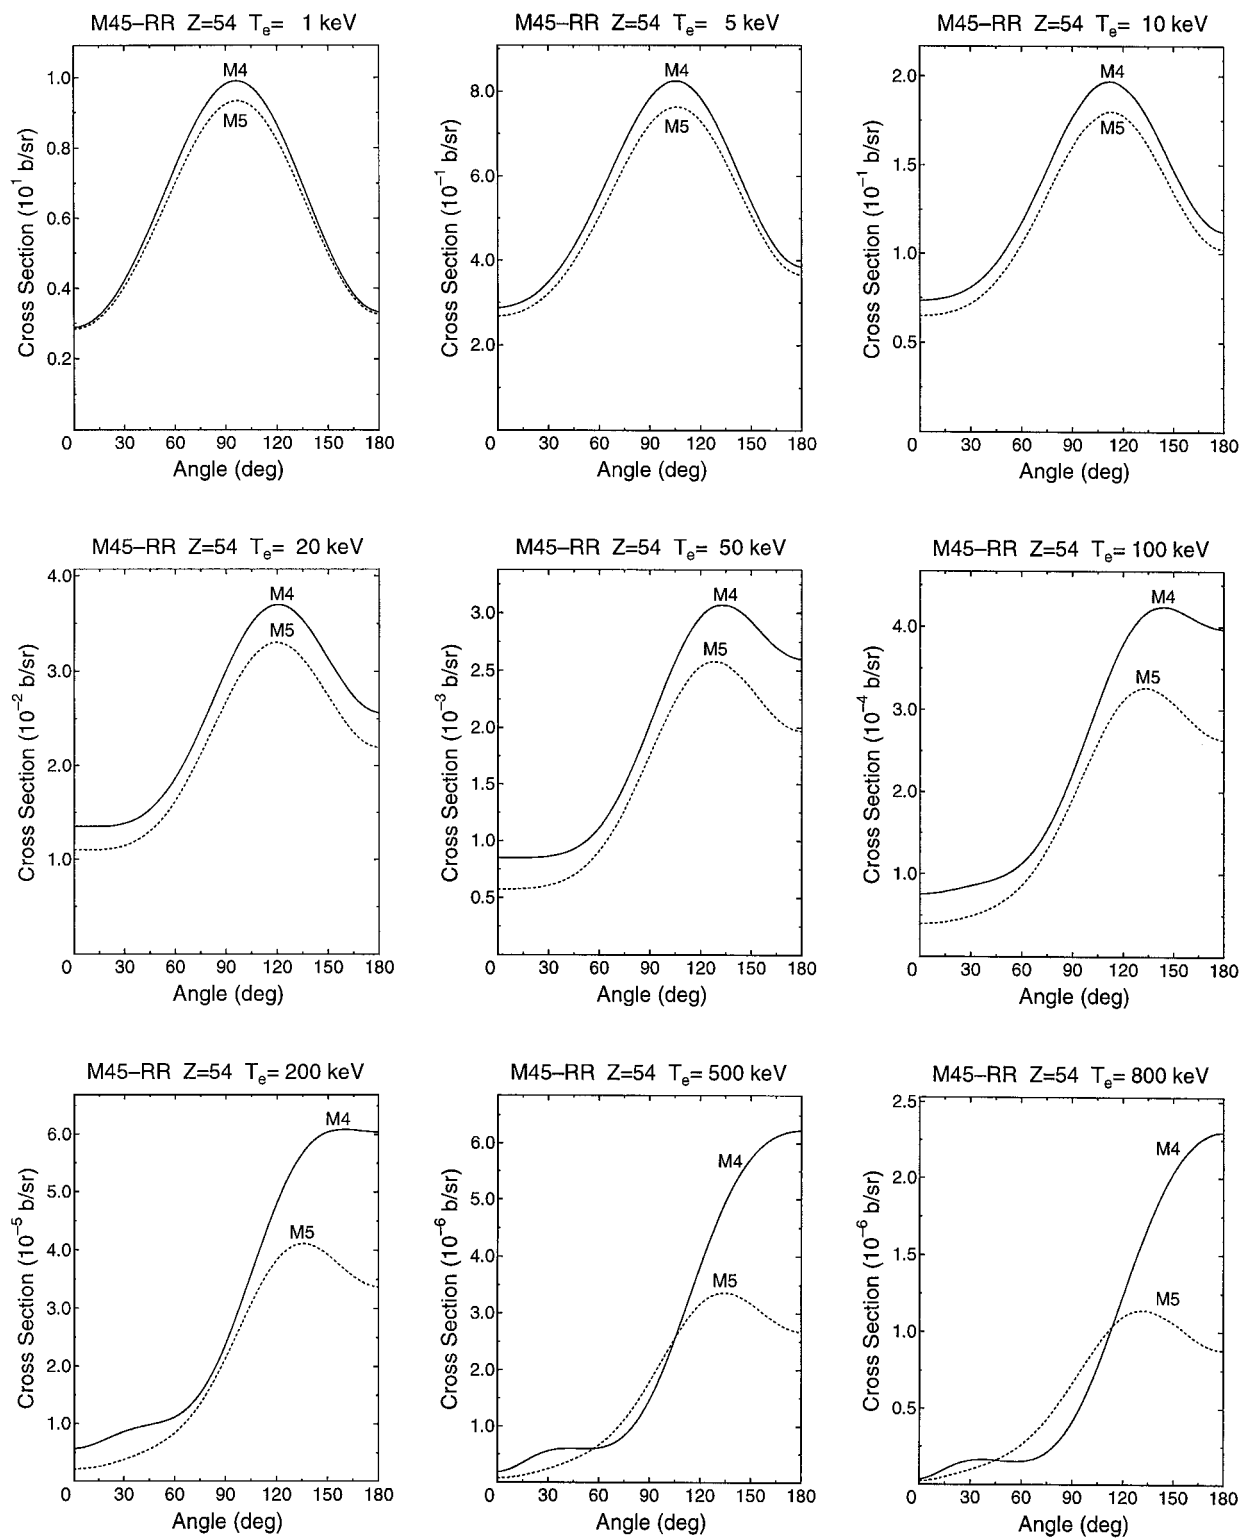 M45–RR Z=54 Tₑ= 1 keV
Cross Section (10¹ b/sr)
1.0
0.8
0.6
0.4
0.2
M4
M5
0 30 60 90 120 150 180
Angle (deg)
M45–RR Z=54 Tₑ= 5 keV
Cross Section (10⁻¹ b/sr)
8.0
6.0
4.0
2.0
M4
M5
0 30 60 90 120 150 180
Angle (deg)
M45–RR Z=54 Tₑ= 10 keV
Cross Section (10⁻¹ b/sr)
2.0
1.5
1.0
0.5
M4
M5
0 30 60 90 120 150 180
Angle (deg)
M45–RR Z=54 Tₑ= 20 keV
Cross Section (10⁻² b/sr)
4.0
3.0
2.0
1.0
M4
M5
0 30 60 90 120 150 180
Angle (deg)
M45–RR Z=54 Tₑ= 50 keV
Cross Section (10⁻³ b/sr)
3.0
2.5
2.0
1.5
1.0
0.5
M4
M5
0 30 60 90 120 150 180
Angle (deg)
M45–RR Z=54 Tₑ= 100 keV
Cross Section (10⁻⁴ b/sr)
4.0
3.0
2.0
1.0
M4
M5
0 30 60 90 120 150 180
Angle (deg)
M45–RR Z=54 Tₑ= 200 keV
Cross Section (10⁻⁵ b/sr)
6.0
5.0
4.0
3.0
2.0
1.0
M4
M5
0 30 60 90 120 150 180
Angle (deg)
M45–RR Z=54 Tₑ= 500 keV
Cross Section (10⁻⁶ b/sr)
6.0
5.0
4.0
3.0
2.0
1.0
M4
M5
0 30 60 90 120 150 180
Angle (deg)
M45–RR Z=54 Tₑ= 800 keV
Cross Section (10⁻⁶ b/sr)
2.5
2.0
1.5
1.0
0.5
M4
M5
0 30 60 90 120 150 180
Angle (deg)